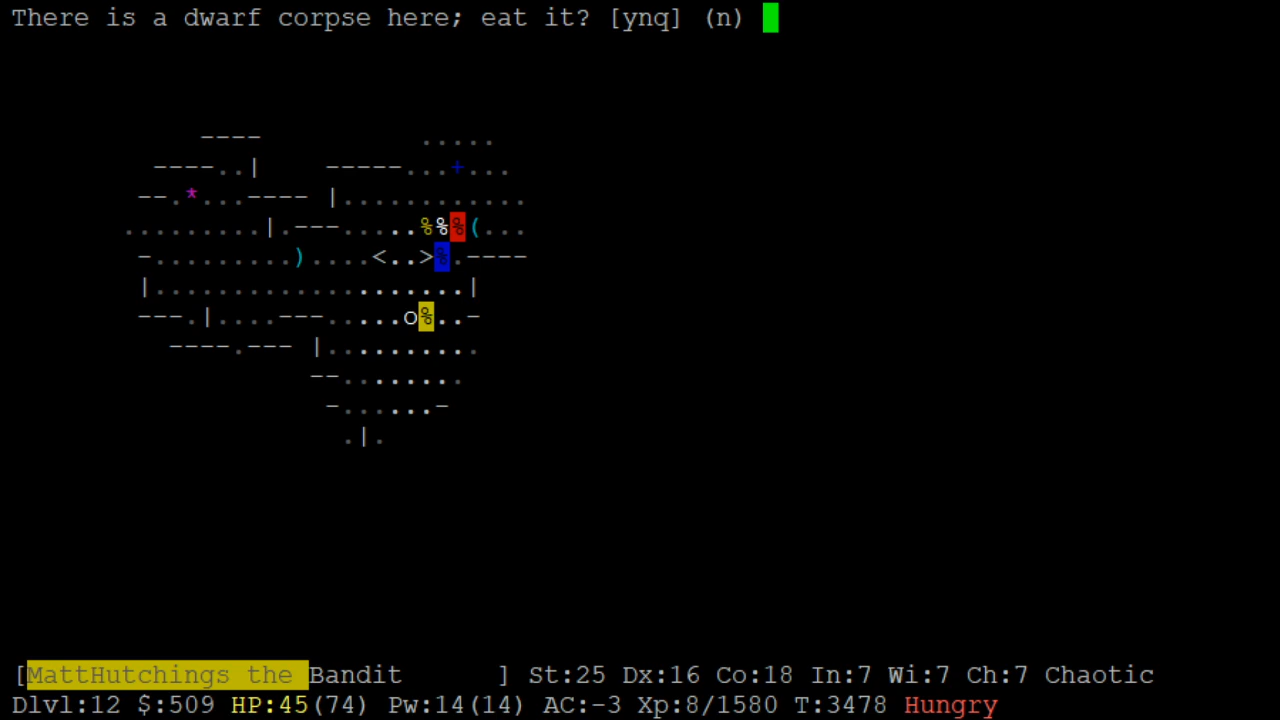 There is a dwarf corpse here; eat it? [ynq] (n)
---- .....
----..| -----...+...
--.*...---- |............
.........|.---.....%%%(...
-.........)....<..>%.----
|....................|
---.|....---.....o%..-
----.--- |..........
--........
-......-
.|.
[MattHutchings the Bandit ] St:25 Dx:16 Co:18 In:7 Wi:7 Ch:7 Chaotic
Dlvl:12 $:509 HP:45(74) Pw:14(14) AC:-3 Xp:8/1580 T:3478 Hungry